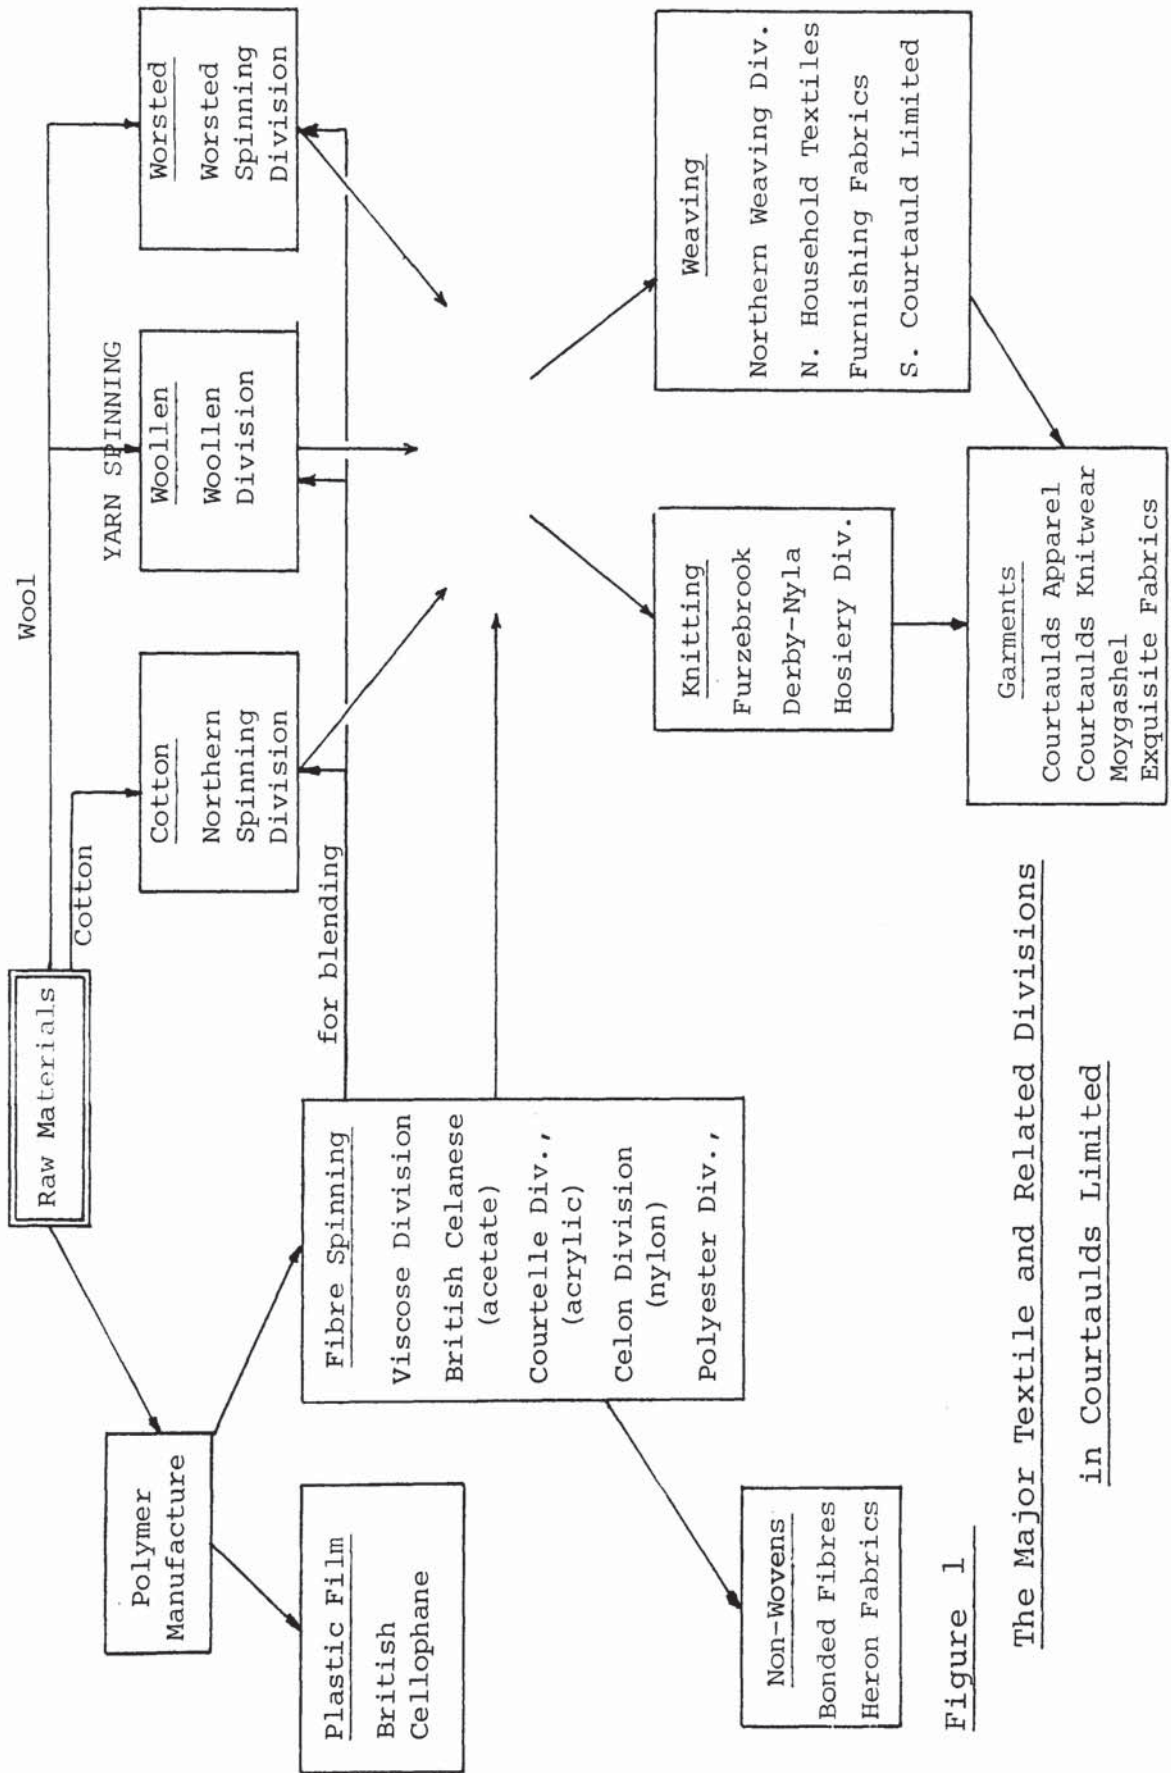 Raw Materials
Wool
Cotton
YARN SPINNING
Polymer
Manufacture
Cotton
Northern
Spinning
Division
Woollen
Woollen
Division
Worsted
Worsted
Spinning
Division
for blending
Plastic Film
British
Cellophane
Fibre Spinning
Viscose Division
British Celanese
(acetate)
Courtelle Div.,
(acrylic)
Celon Division
(nylon)
Polyester Div.,
Knitting
Furzebrook
Derby-Nyla
Hosiery Div.
Weaving
Northern Weaving Div.
N. Household Textiles
Furnishing Fabrics
S. Courtauld Limited
Non-Wovens
Bonded Fibres
Heron Fabrics
Garments
Courtaulds Apparel
Courtaulds Knitwear
Moygashel
Exquisite Fabrics
Figure 1
The Major Textile and Related Divisions
in Courtaulds Limited